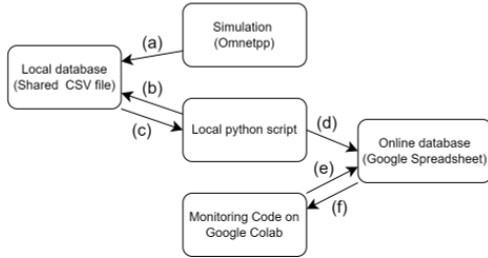 Simulation
(Omnetpp)
(a)
Local database
(Shared CSV file)
(b)
(c)
Local python script
(d)
Online database
(Google Spreadsheet)
(e)
(f)
Monitoring Code on
Google Colab